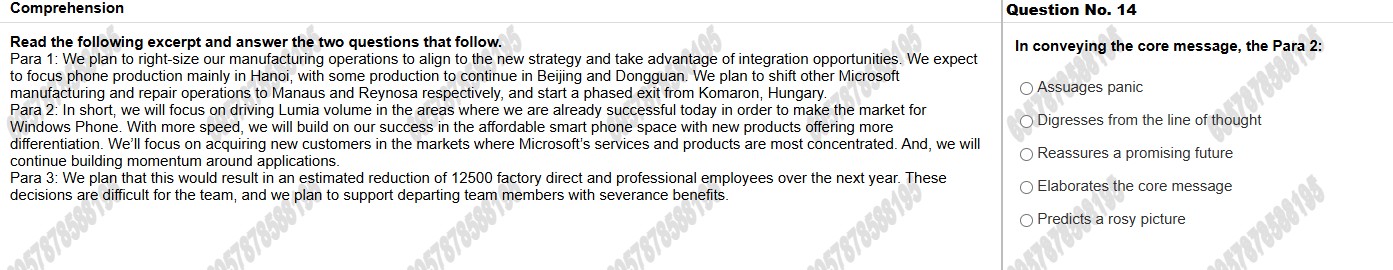 Comprehension
Read the following excerpt and answer the two questions that follow.
Para 1: We plan to right-size our manufacturing operations to align to the new strategy and take advantage of integration opportunities. We expect
to focus phone production mainly in Hanoi, with some production to continue in Beijing and Dongguan. We plan to shift other Microsoft
manufacturing and repair operations to Manaus and Reynosa respectively, and start a phased exit from Komaron, Hungary.
Para 2: In short, we will focus on driving Lumia volume in the areas where we are already successful today in order to make the market for
Windows Phone. With more speed, we will build on our success in the affordable smart phone space with new products offering more
differentiation. We'll focus on acquiring new customers in the markets where Microsoft's services and products are most concentrated. And, we will
continue building momentum around applications.
Para 3: We plan that this would result in an estimated reduction of 12500 factory direct and professional employees over the next year. These
decisions are difficult for the team, and we plan to support departing team members with severance benefits.
Question No. 14
In conveying the core message, the Para 2:
Assuages panic
Digresses from the line of thought
Reassures a promising future
Elaborates the core message
Predicts a rosy picture